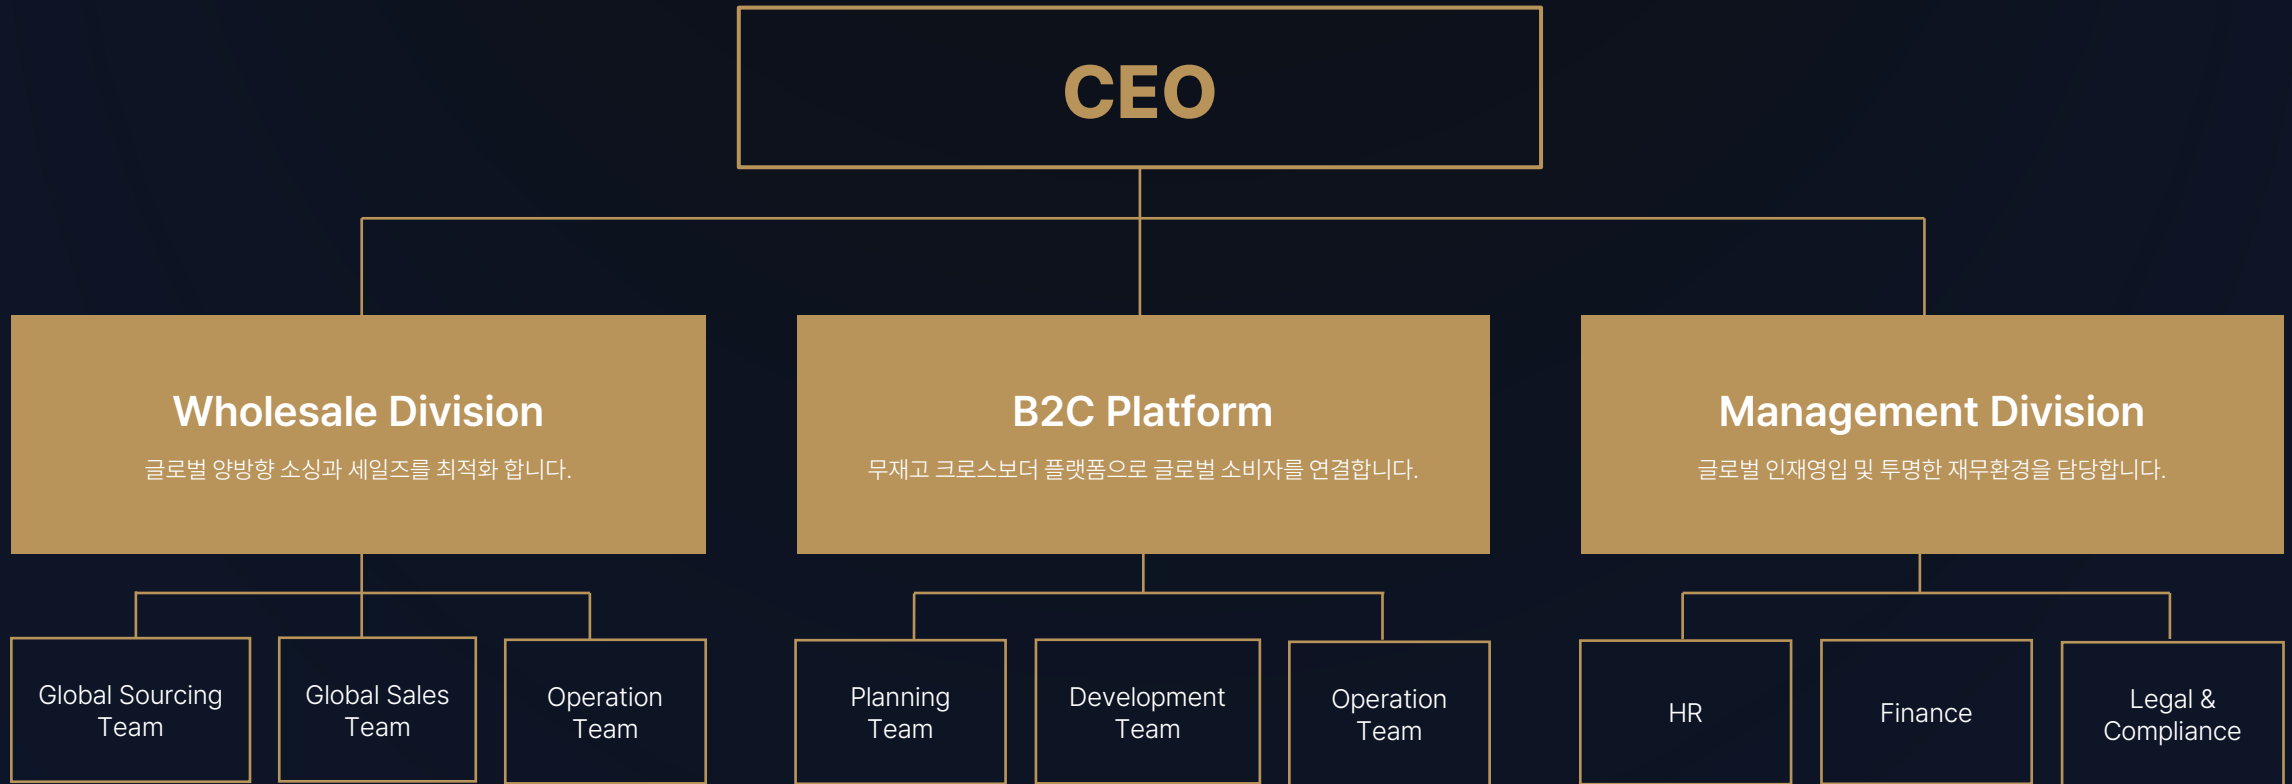 CEO
Wholesale Division
글로벌 양방향 소싱과 세일즈를 최적화 합니다.
B2C Platform
무재고 크로스보더 플랫폼으로 글로벌 소비자를 연결합니다.
Management Division
글로벌 인재영입 및 투명한 재무환경을 담당합니다.
Global Sourcing
Team
Global Sales
Team
Operation
Team
Planning
Team
Development
Team
Operation
Team
HR
Finance
Legal &
Compliance